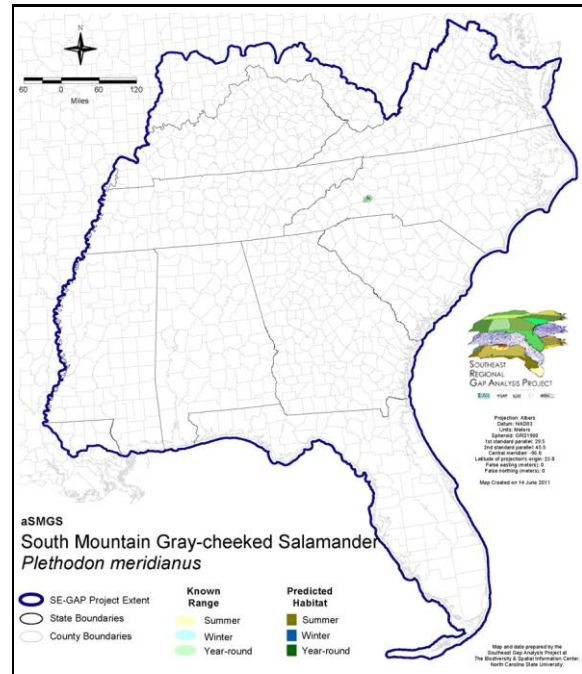 N
60 30 0 60 120
Miles
SOUTHEAST
REGIONAL
GAP ANALYSIS PROJECT
Projection: Albers
Datum: NAD83
Units: Meters
Spheroid: GRS1980
1st standard parallel: 29.5
2nd standard parallel: 45.5
Central meridian: -96.0
Latitude of projection's origin: 23.0
False easting (meters): 0
False northing (meters): 0
Map Created on 14 June 2011
aSMGS
South Mountain Gray-cheeked Salamander
Plethodon meridianus
SE-GAP Project Extent
State Boundaries
County Boundaries
Known
Range
Summer
Winter
Year-round
Predicted
Habitat
Summer
Winter
Year-round
Map and data prepared by the
Southeast Gap Analysis Project at
The Biodiversity & Spatial Information Center,
North Carolina State University.